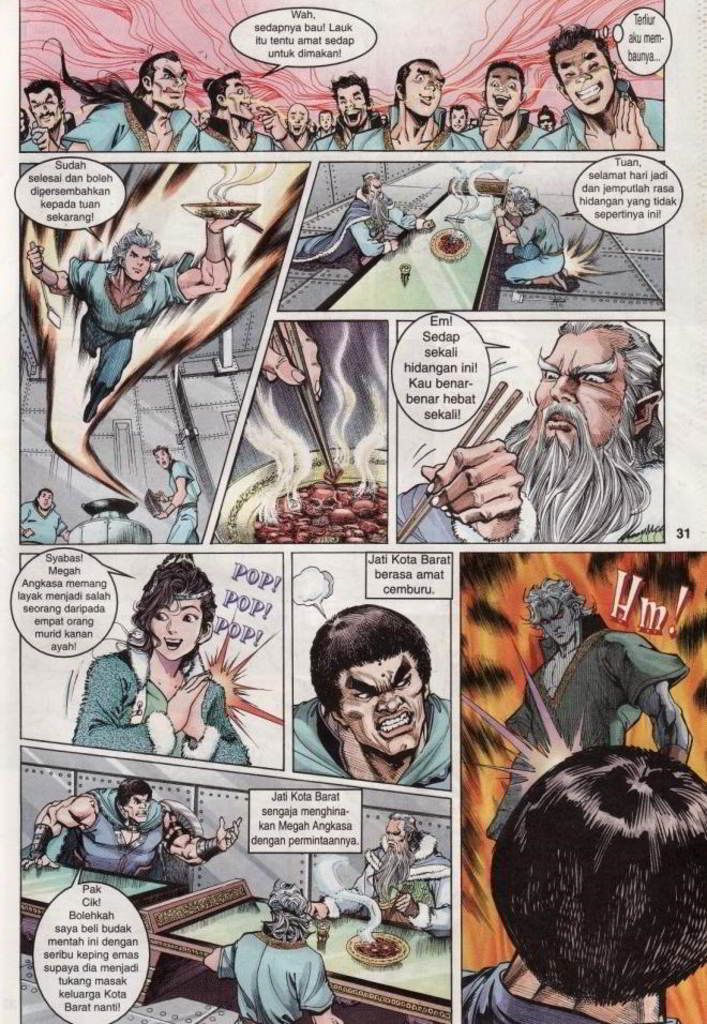 Wah,
sedapnya bau! Lauk
itu tentu amat sedap
untuk dimakan!
Terliur
aku mem-
baunya...
Sudah
selesai dan boleh
dipersembahkan
kepada tuan
sekarang!
Tuan,
selamat hari jadi
dan jemputlah rasa
hidangan yang tidak
sepertinya ini!
Em!
Sedap
sekali
hidangan ini!
Kau benar-
benar hebat
sekali!
31
Syabas!
Megah
Angkasa memang
layak menjadi salah
seorang daripada
empat orang
murid kanan
ayah!
POP!
POP!
POP!
Jati Kota Barat
berasa amat
cemburu.
Hm!
Jati Kota Barat
sengaja menghina-
kan Megah Angkasa
dengan permintaannya.
Pak
Cik!
Bolehkah
saya beli budak
mentah ini dengan
seribu keping emas
supaya dia menjadi
tukang masak
keluarga Kota
Barat nanti!